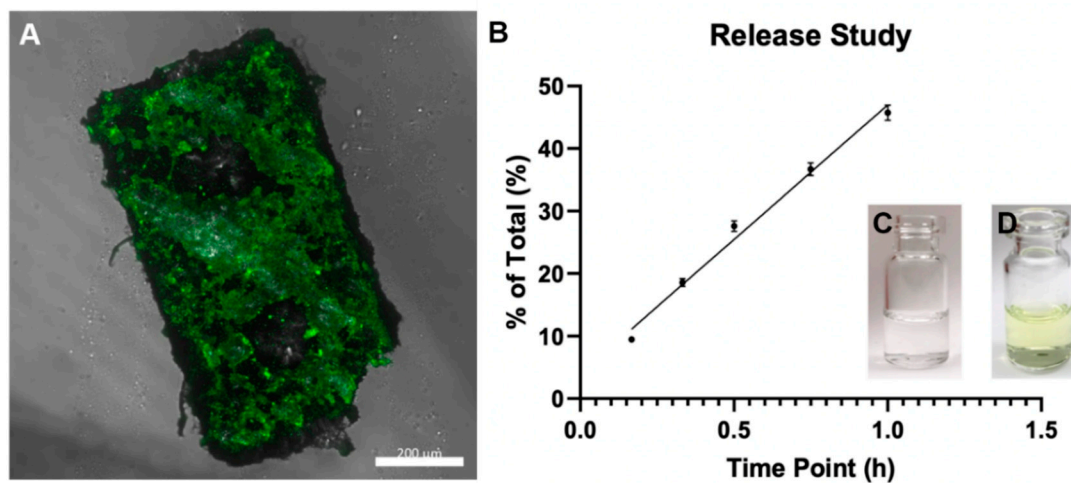 A
200 µm
B
Release Study
% of Total (%)
50
40
30
20
10
0
0.0
0.5
1.0
1.5
Time Point (h)
C
D